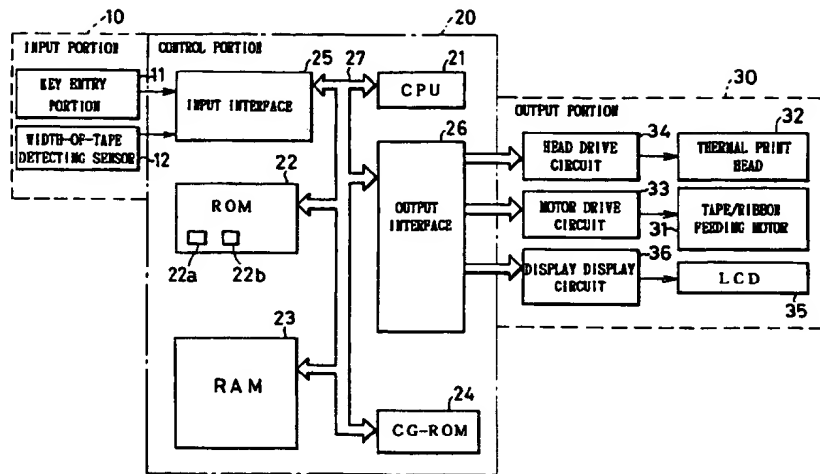 10
INPUT PORTION
11
KEY ENTRY
PORTION
WIDTH-OF-TAPE
DETECTING SENSOR
12
20
CONTROL PORTION
25
INPUT INTERFACE
27
21
CPU
22
ROM
22a
22b
26
OUTPUT
INTERFACE
23
RAM
24
CG-ROM
30
OUTPUT PORTION
34
HEAD DRIVE
CIRCUIT
32
THERMAL PRINT
HEAD
33
MOTOR DRIVE
CIRCUIT
TAPE/RIBBON
FEEDING MOTOR
31
36
DISPLAY DISPLAY
CIRCUIT
LCD
35